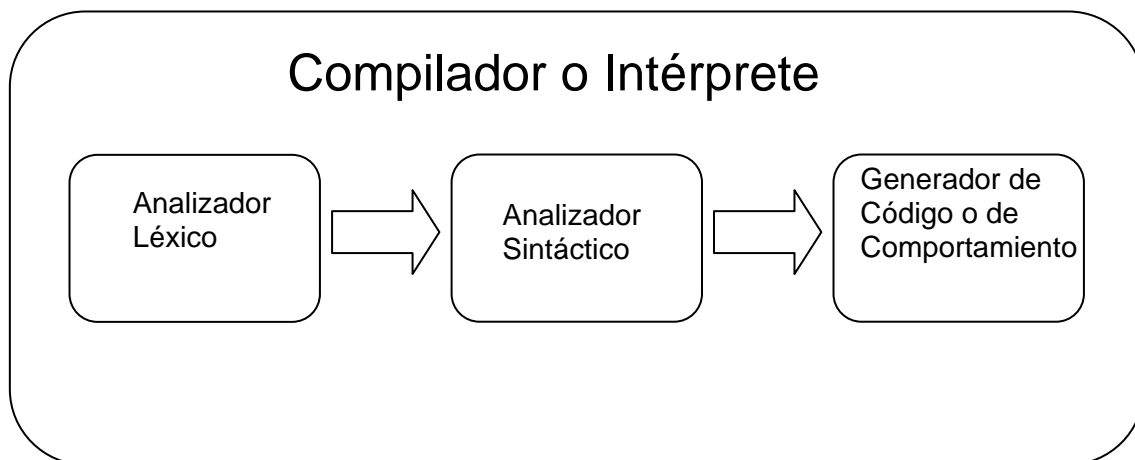 Compilador o Intérprete
Analizador
Léxico
Analizador
Sintáctico
Generador de
Código o de
Comportamiento